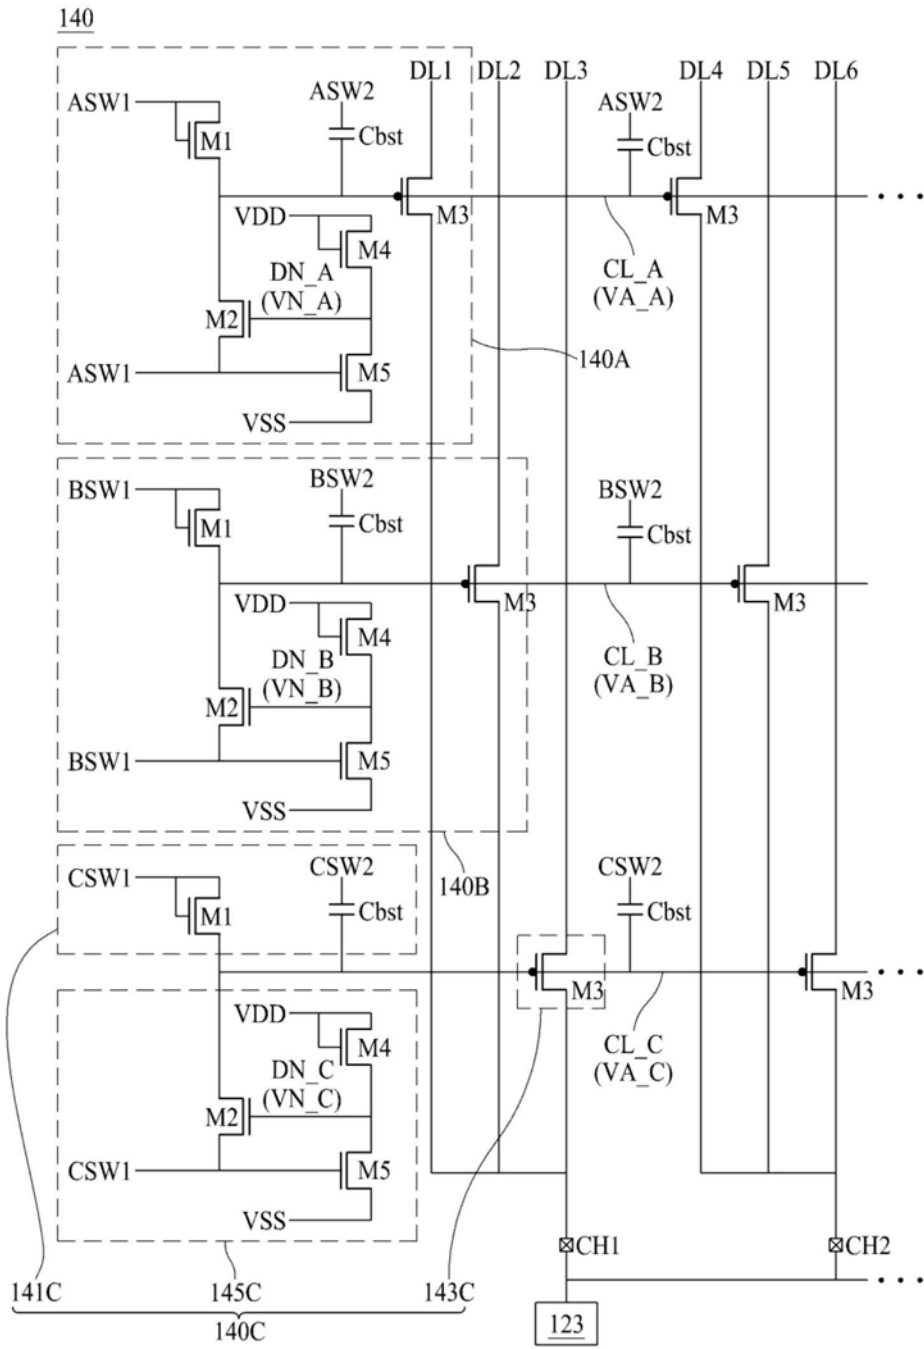 140
DL1 DL2 DL3 DL4 DL5 DL6
ASW1 ASW2 ASW2
M1 Cbst Cbst
VDD M3 M3
M4
DN_A CL_A
(VN_A) (VA_A)
M2
140A
ASW1 M5
VSS
BSW1 BSW2 BSW2
M1 Cbst Cbst
VDD M3 M3
M4
DN_B CL_B
(VN_B) (VA_B)
M2
BSW1 M5
VSS
140B
CSW1 CSW2 CSW2
M1 Cbst Cbst
M3 M3
VDD
M4
DN_C CL_C
(VN_C) (VA_C)
M2
CSW1 M5
VSS
CH1 CH2
141C 145C 143C
140C
123